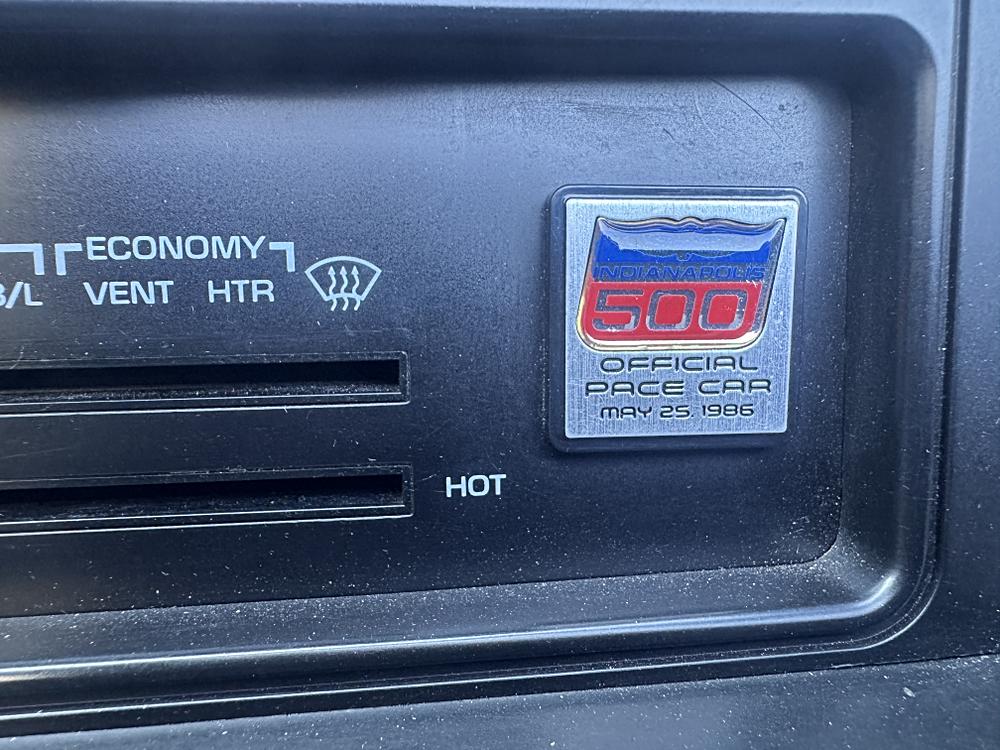 ECONOMY
B/L VENT HTR
HOT
INDIANAPOLIS
500
OFFICIAL
PACE CAR
MAY 25, 1986